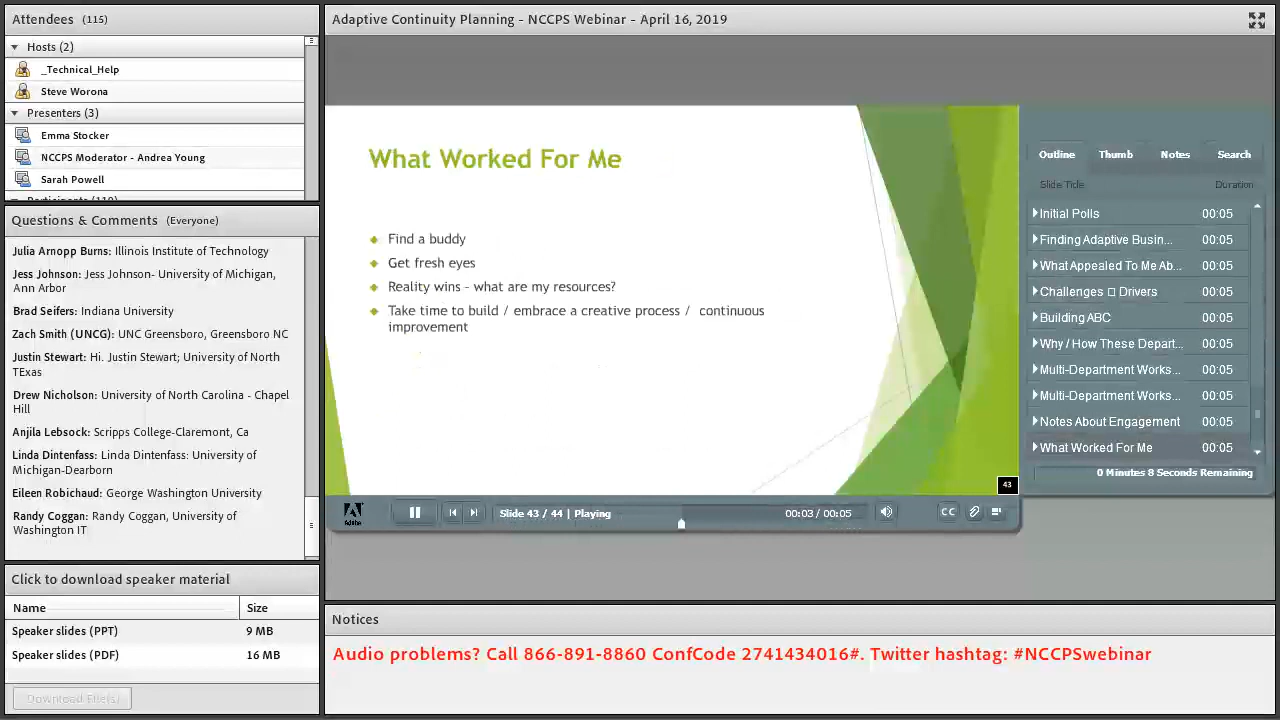 Attendees (115)
Hosts (2)
_Technical_Help
Steve Worona
Presenters (3)
Emma Stocker
NCCPS Moderator - Andrea Young
Sarah Powell
Questions & Comments (Everyone)
Julia Arnopp Burns: Illinois Institute of Technology
Jess Johnson: Jess Johnson- University of Michigan,
Ann Arbor
Brad Seifers: Indiana University
Zach Smith (UNCG): UNC Greensboro, Greensboro NC
Justin Stewart: Hi. Justin Stewart; University of North
TExas
Drew Nicholson: University of North Carolina - Chapel
Hill
Anjila Lebsock: Scripps College-Claremont, Ca
Linda Dintenfass: Linda Dintenfass: University of
Michigan-Dearborn
Eileen Robichaud: George Washington University
Randy Coggan: Randy Coggan, University of
Washington IT
Click to download speaker material
Name Size
Speaker slides (PPT) 9 MB
Speaker slides (PDF) 16 MB
Download File(s)
Adaptive Continuity Planning - NCCPS Webinar - April 16, 2019
What Worked For Me
Find a buddy
Get fresh eyes
Reality wins - what are my resources?
Take time to build / embrace a creative process / continuous
improvement
43
Outline Thumb Notes Search
Slide Title Duration
Initial Polls 00:05
Finding Adaptive Busin... 00:05
What Appealed To Me Ab... 00:05
Challenges □ Drivers 00:05
Building ABC 00:05
Why / How These Depart... 00:05
Multi-Department Works... 00:05
Multi-Department Works... 00:05
Notes About Engagement 00:05
What Worked For Me 00:05
0 Minutes 8 Seconds Remaining
Adobe
Slide 43 / 44 | Playing 00:03 / 00:05 CC
Notices
Audio problems? Call 866-891-8860 ConfCode 2741434016#. Twitter hashtag: #NCCPSwebinar